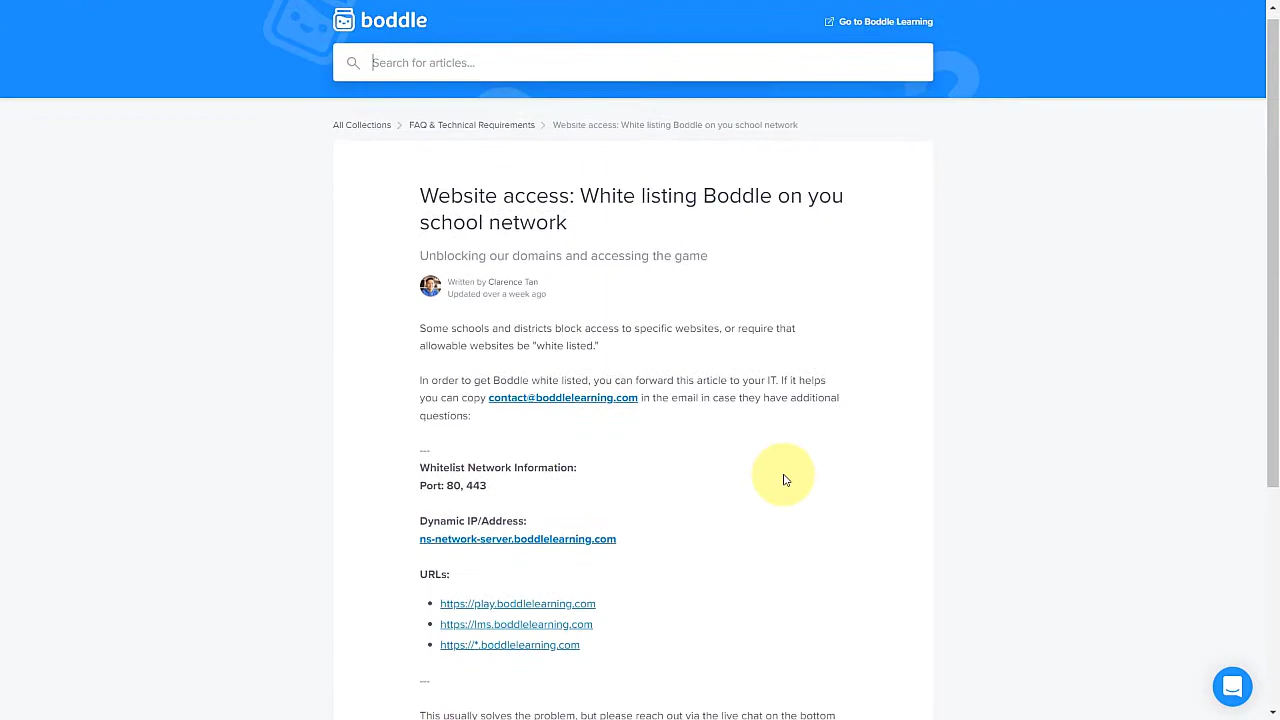 boddle
Go to Boddle Learning
Search for articles...
All Collections > FAQ & Technical Requirements > Website access: White listing Boddle on you school network
Website access: White listing Boddle on you
school network
Unblocking our domains and accessing the game
Written by Clarence Tan
Updated over a week ago
Some schools and districts block access to specific websites, or require that
allowable websites be "white listed."
In order to get Boddle white listed, you can forward this article to your IT. If it helps
you can copy contact@boddlelearning.com in the email in case they have additional
questions:
---
Whitelist Network Information:
Port: 80, 443
Dynamic IP/Address:
ns-network-server.boddlelearning.com
URLs:
• https://play.boddlelearning.com
• https://lms.boddlelearning.com
• https://*.boddlelearning.com
---
This usually solves the problem, but please reach out via the live chat on the bottom